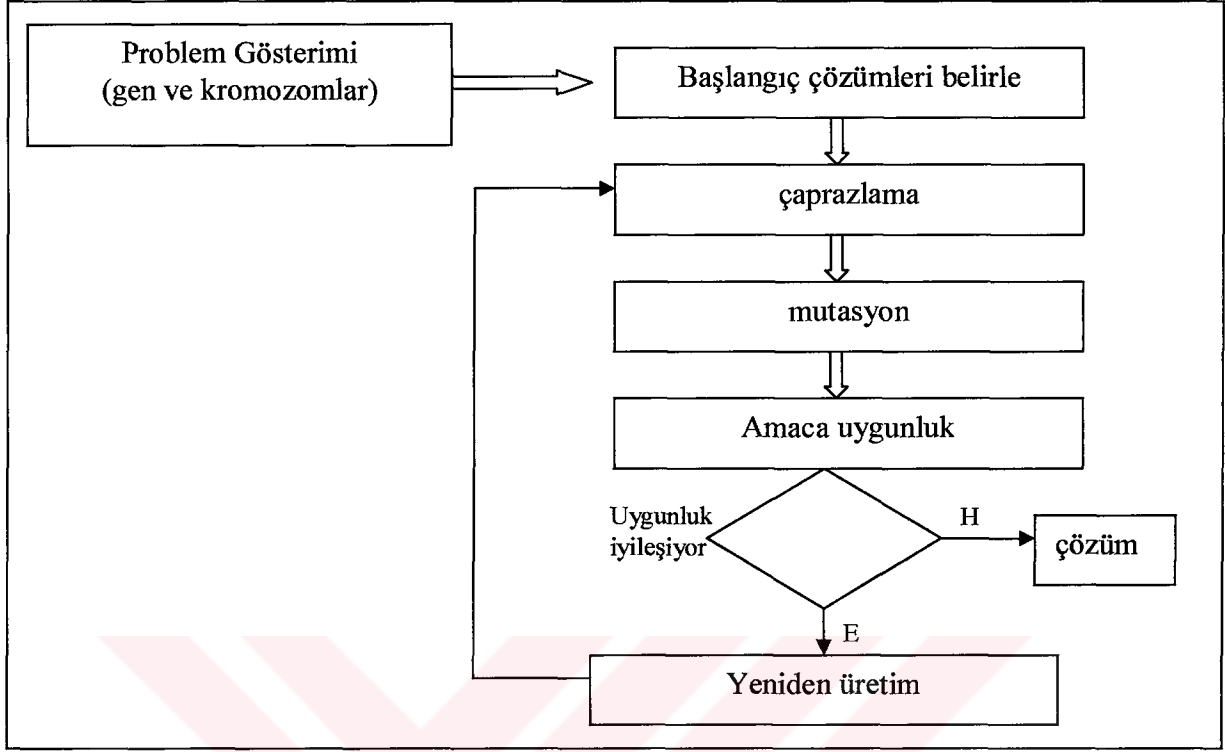 Problem Gösterimi
(gen ve kromozomlar)
Başlangıç çözümleri belirle
çaprazlama
mutasyon
Amaca uygunluk
Uygunluk
iyileşiyor
H
çözüm
E
Yeniden üretim